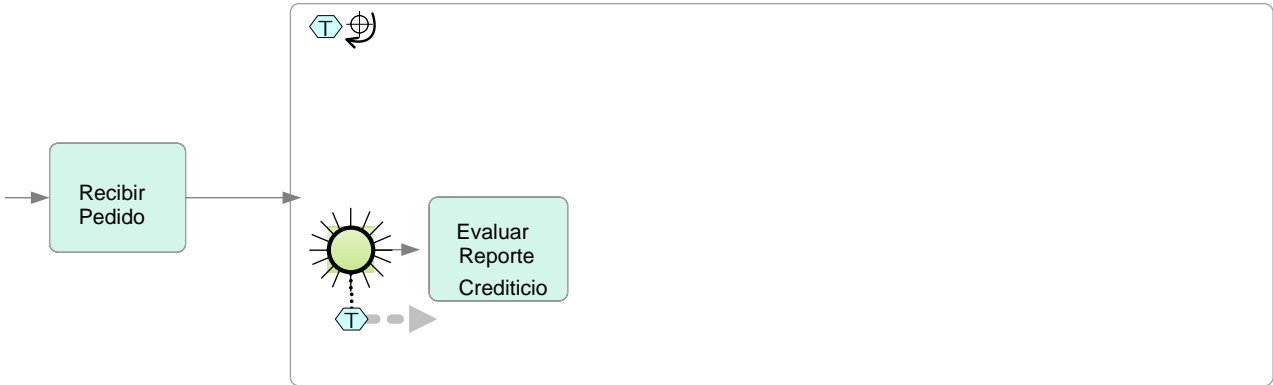 T
Recibir
Pedido
Evaluar
Reporte
Crediticio
T